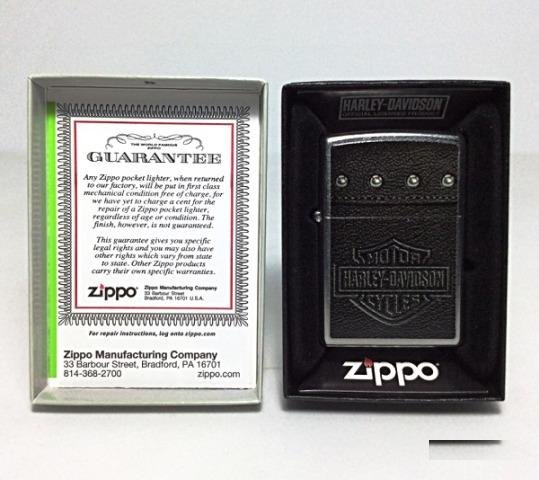 THE WORLD FAMOUS
ZIPPO
GUARANTEE
Any Zippo pocket lighter, when returned
to our factory, will be put in first class
mechanical condition free of charge, for
we have yet to charge a cent for the
repair of a Zippo pocket lighter,
regardless of age or condition. The
finish, however, is not guaranteed.
This guarantee gives you specific
legal rights and you may also have
other rights which vary from state
to state. Other Zippo products
carry their own specific warranties.
zippo
Zippo Manufacturing Company
33 Barbour Street
Bradford, PA 16701 U.S.A.
For repair instructions, log onto zippo.com
Zippo Manufacturing Company
33 Barbour Street, Bradford, PA 16701
814-368-2700 zippo.com
HARLEY-DAVIDSON
OFFICIAL LICENSED PRODUCT
MOTOR
HARLEY-DAVIDSON
CYCLES
zippo